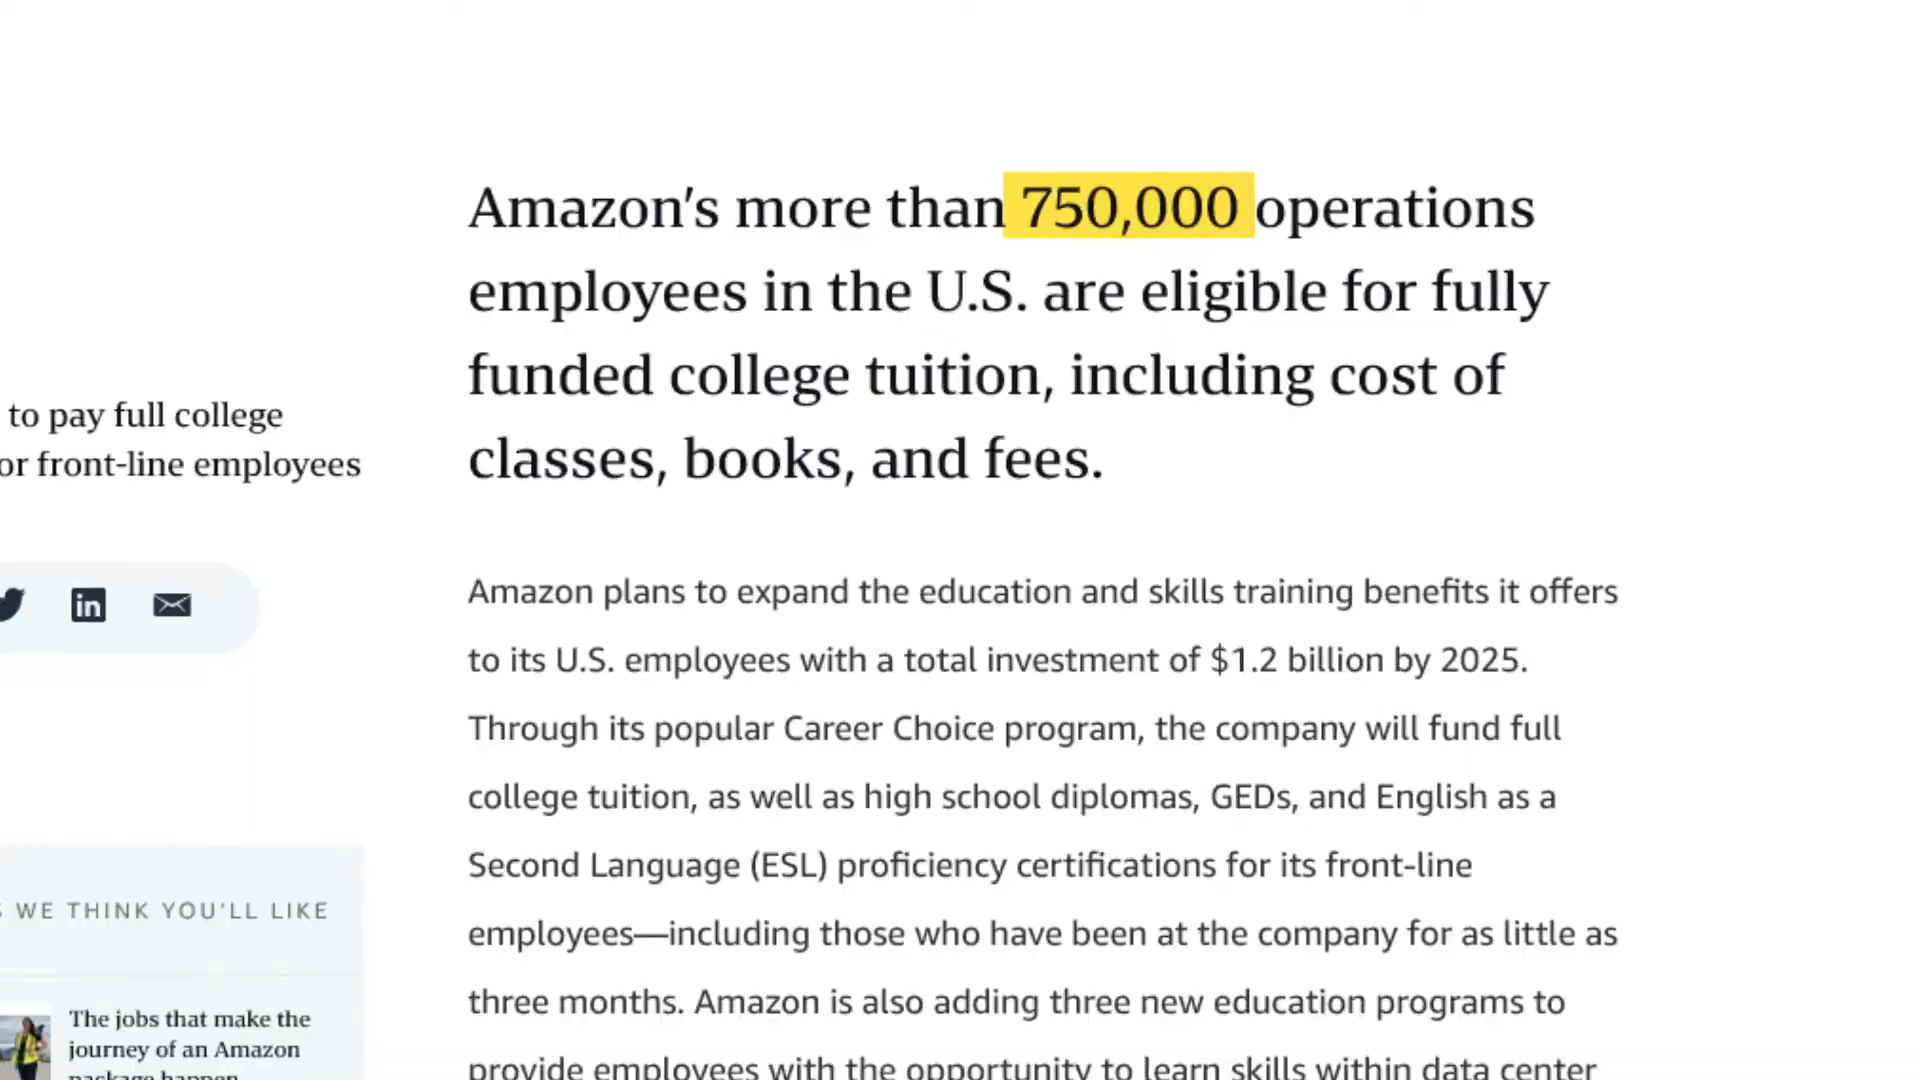 Amazon’s more than 750,000 operations
employees in the U.S. are eligible for fully
funded college tuition, including cost of
classes, books, and fees.
to pay full college
or front-line employees
Amazon plans to expand the education and skills training benefits it offers
to its U.S. employees with a total investment of $1.2 billion by 2025.
Through its popular Career Choice program, the company will fund full
college tuition, as well as high school diplomas, GEDs, and English as a
Second Language (ESL) proficiency certifications for its front-line
employees—including those who have been at the company for as little as
three months. Amazon is also adding three new education programs to
provide employees with the opportunity to learn skills within data center
S WE THINK YOU’LL LIKE
The jobs that make the
journey of an Amazon
package happen